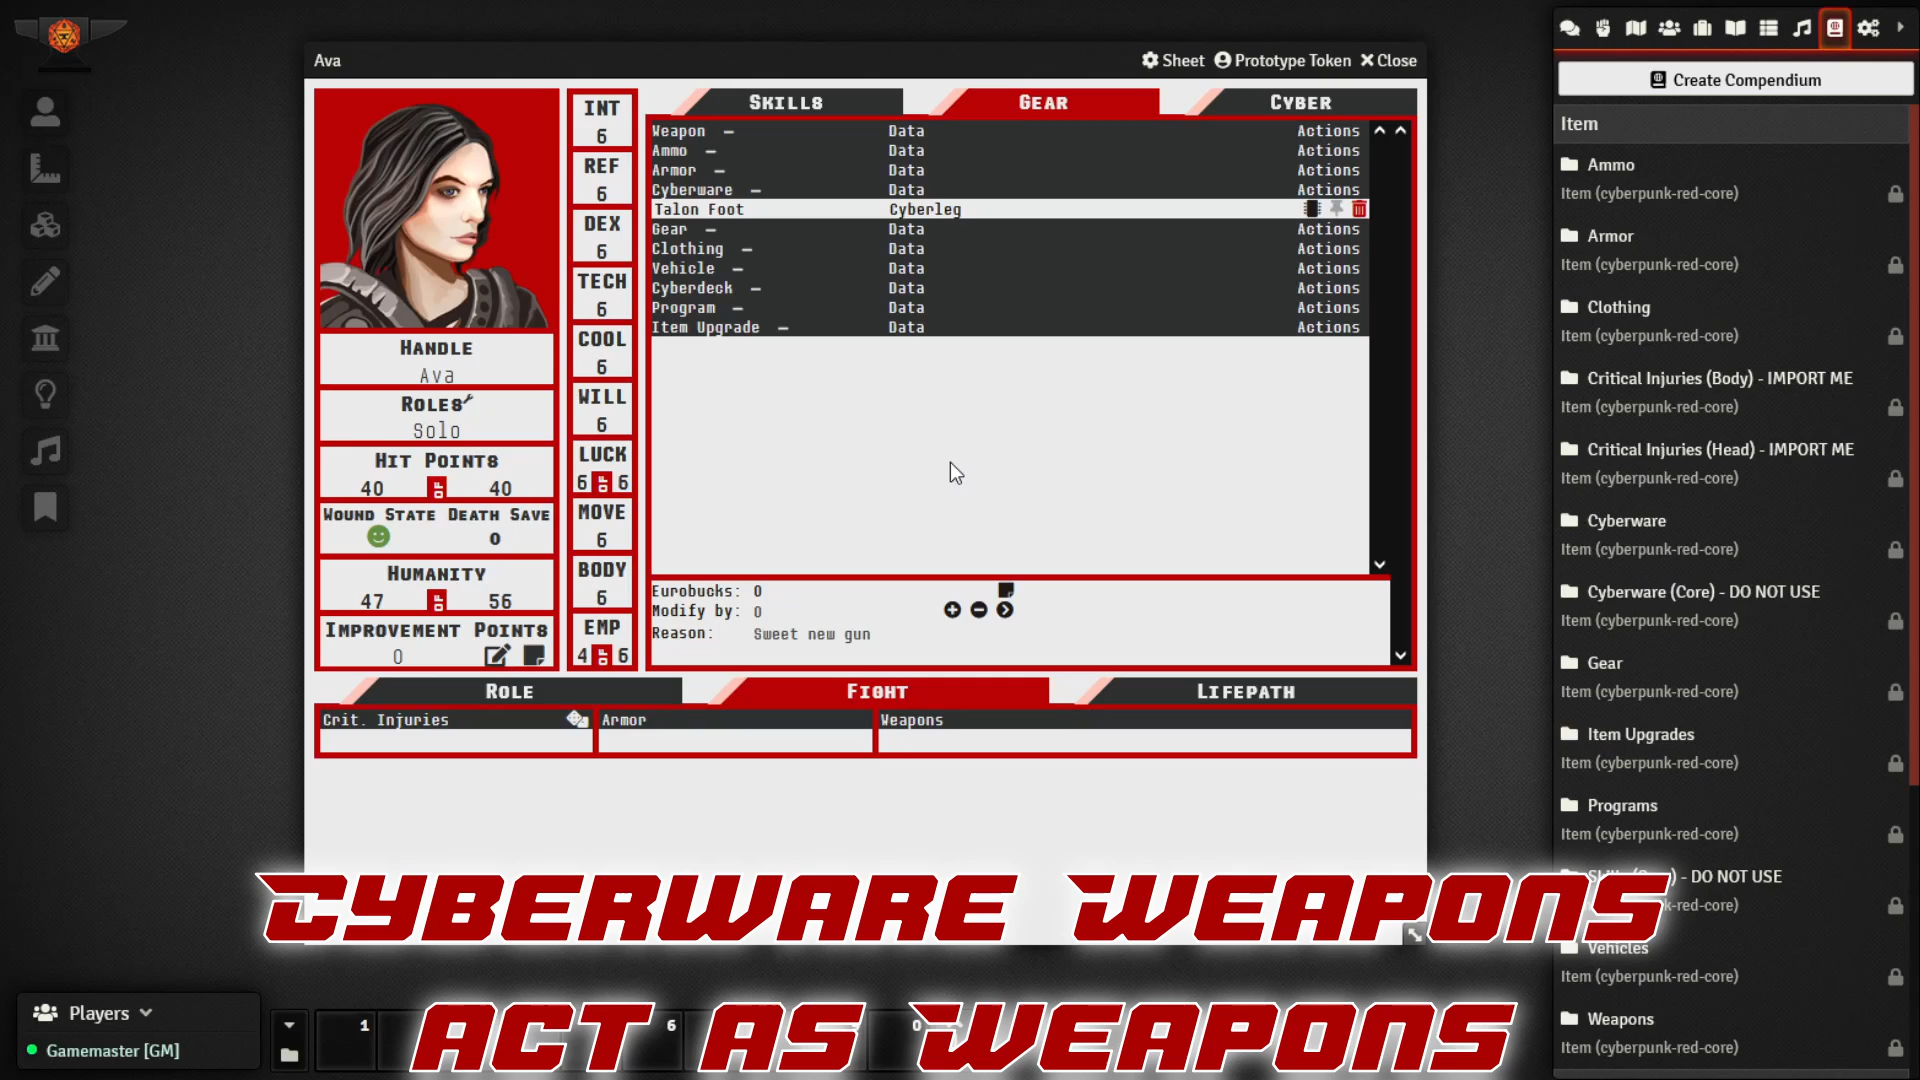 Ava
Sheet Prototype Token Close
SKILLS GEAR CYBER
Weapon – Data Actions
Ammo – Data Actions
Armor – Data Actions
Cyberware – Data Actions
Talon Foot Cyberleg
Gear – Data Actions
Clothing – Data Actions
Vehicle – Data Actions
Cyberdeck – Data Actions
Program – Data Actions
Item Upgrade – Data Actions
HANDLE
Ava
ROLES
Solo
HIT POINTS
40 OF 40
WOUND STATE DEATH SAVE
0
HUMANITY
47 OF 56
IMPROVEMENT POINTS
0
INT
6
REF
6
DEX
6
TECH
6
COOL
6
WILL
6
LUCK
6 OF 6
MOVE
6
BODY
6
EMP
4 OF 6
Eurobucks: 0
Modify by: 0
Reason: Sweet new gun
ROLE FIGHT LIFEPATH
Crit. Injuries Armor Weapons
Create Compendium
Item
Ammo
Item (cyberpunk-red-core)
Armor
Item (cyberpunk-red-core)
Clothing
Item (cyberpunk-red-core)
Critical Injuries (Body) - IMPORT ME
Item (cyberpunk-red-core)
Critical Injuries (Head) - IMPORT ME
Item (cyberpunk-red-core)
Cyberware
Item (cyberpunk-red-core)
Cyberware (Core) - DO NOT USE
Item (cyberpunk-red-core)
Gear
Item (cyberpunk-red-core)
Item Upgrades
Item (cyberpunk-red-core)
Programs
Item (cyberpunk-red-core)
- DO NOT USE
-red-core)
Vehicles
Item (cyberpunk-red-core)
Weapons
Item (cyberpunk-red-core)
CYBERWARE WEAPONS
ACT AS WEAPONS
Players
Gamemaster [GM]
1 6 0